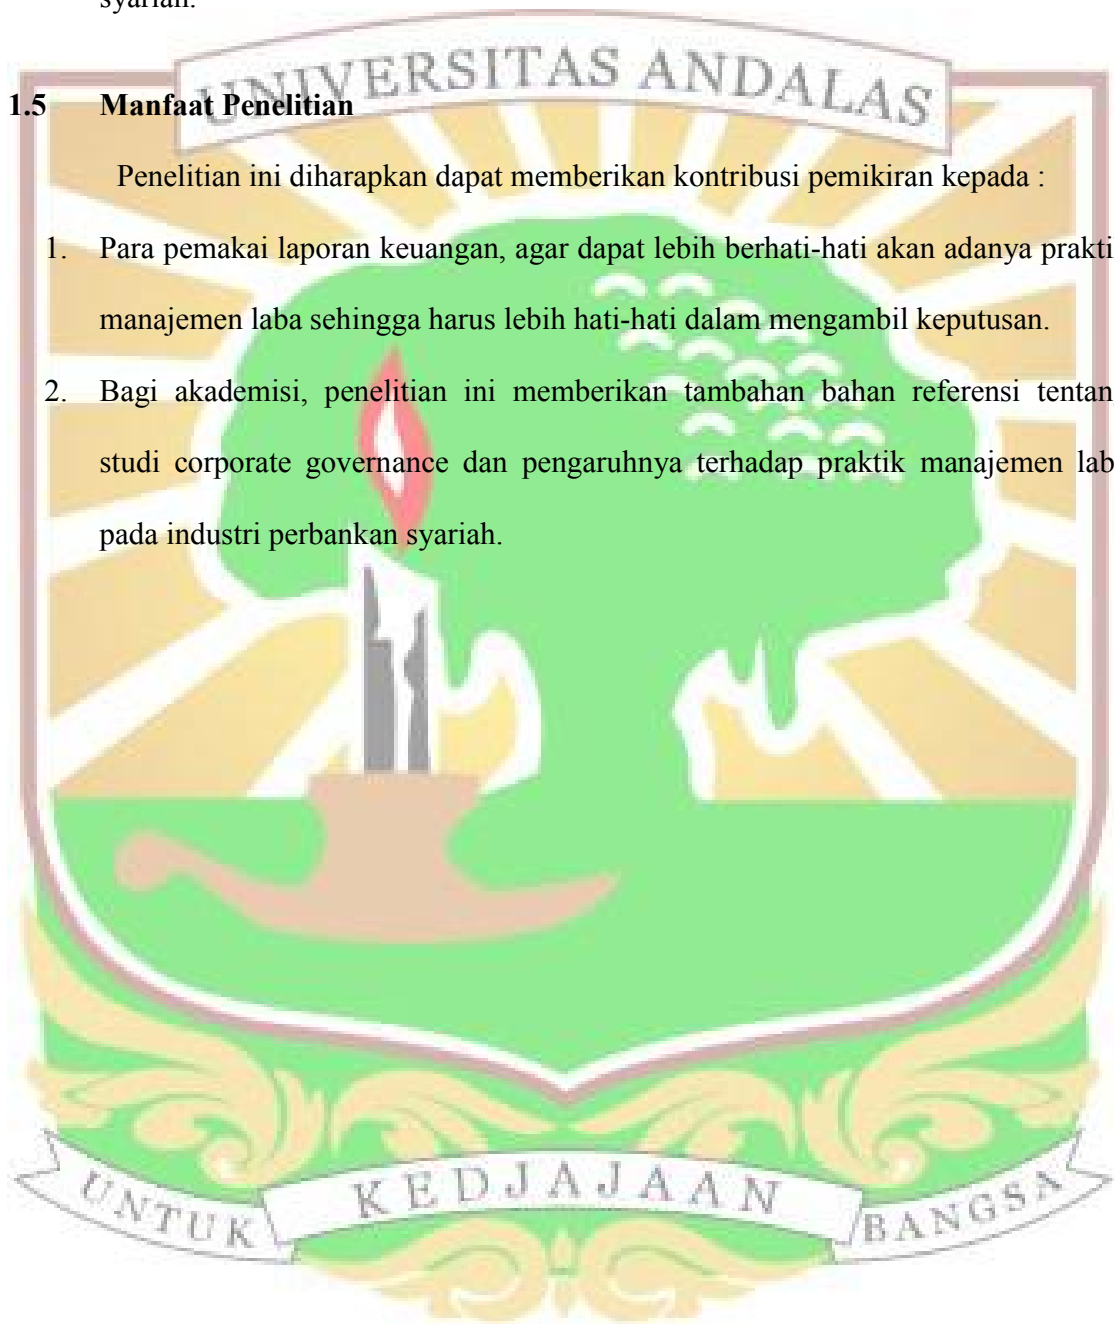 syariah.
UNIVERSITAS ANDALAS
1.5 Manfaat Penelitian
Penelitian ini diharapkan dapat memberikan kontribusi pemikiran kepada :
1. Para pemakai laporan keuangan, agar dapat lebih berhati-hati akan adanya prakti
manajemen laba sehingga harus lebih hati-hati dalam mengambil keputusan.
2. Bagi akademisi, penelitian ini memberikan tambahan bahan referensi tentan
studi corporate governance dan pengaruhnya terhadap praktik manajemen lab
pada industri perbankan syariah.
UNTUK KEDJAJAAN BANGSA